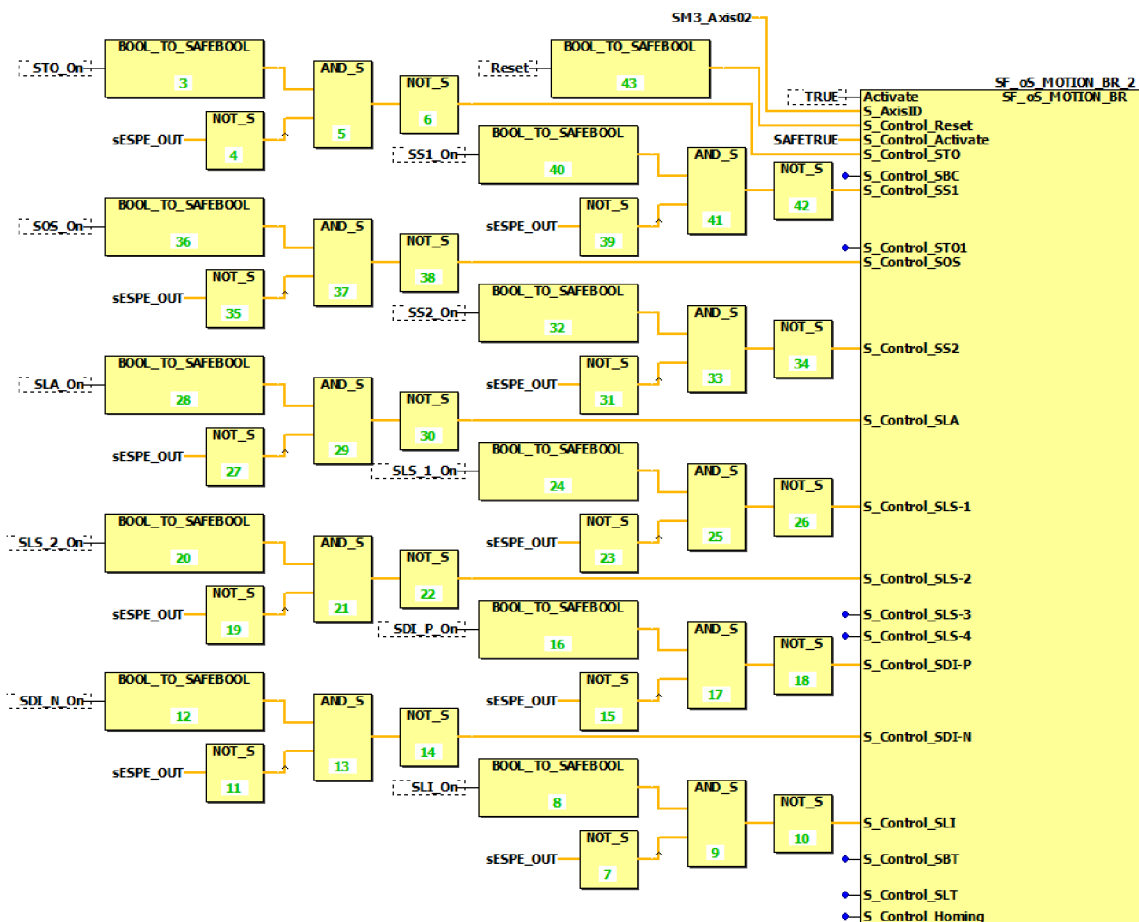 SM3_Axis02
BOOL_TO_SAFEBOOL
STO_On
3
AND_S
5
NOT_S
6
NOT_S
sESPE_OUT
4
BOOL_TO_SAFEBOOL
Reset
43
SF_oS_MOTION_BR_2
SF_oS_MOTION_BR
TRUE
Activate
S_AxisID
S_Control_Reset
SAFETRUE
S_Control_Activate
S_Control_STO
BOOL_TO_SAFEBOOL
SS1_On
40
AND_S
41
NOT_S
42
S_Control_SBC
S_Control_SS1
NOT_S
sESPE_OUT
39
BOOL_TO_SAFEBOOL
SOS_On
36
AND_S
37
NOT_S
38
S_Control_STO1
S_Control_SOS
NOT_S
sESPE_OUT
35
BOOL_TO_SAFEBOOL
SS2_On
32
AND_S
33
NOT_S
34
S_Control_SS2
NOT_S
sESPE_OUT
31
BOOL_TO_SAFEBOOL
SLA_On
28
AND_S
29
NOT_S
30
S_Control_SLA
NOT_S
sESPE_OUT
27
BOOL_TO_SAFEBOOL
SLS_1_On
24
AND_S
25
NOT_S
26
S_Control_SLS-1
NOT_S
sESPE_OUT
23
BOOL_TO_SAFEBOOL
SLS_2_On
20
AND_S
21
NOT_S
22
S_Control_SLS-2
NOT_S
sESPE_OUT
19
BOOL_TO_SAFEBOOL
SDI_P_On
16
AND_S
17
NOT_S
18
S_Control_SLS-3
S_Control_SLS-4
S_Control_SDI-P
NOT_S
sESPE_OUT
15
BOOL_TO_SAFEBOOL
SDI_N_On
12
AND_S
13
NOT_S
14
S_Control_SDI-N
NOT_S
sESPE_OUT
11
BOOL_TO_SAFEBOOL
SLI_On
8
AND_S
9
NOT_S
10
S_Control_SLI
NOT_S
sESPE_OUT
7
S_Control_SBT
S_Control_SLT
S_Control_Homing